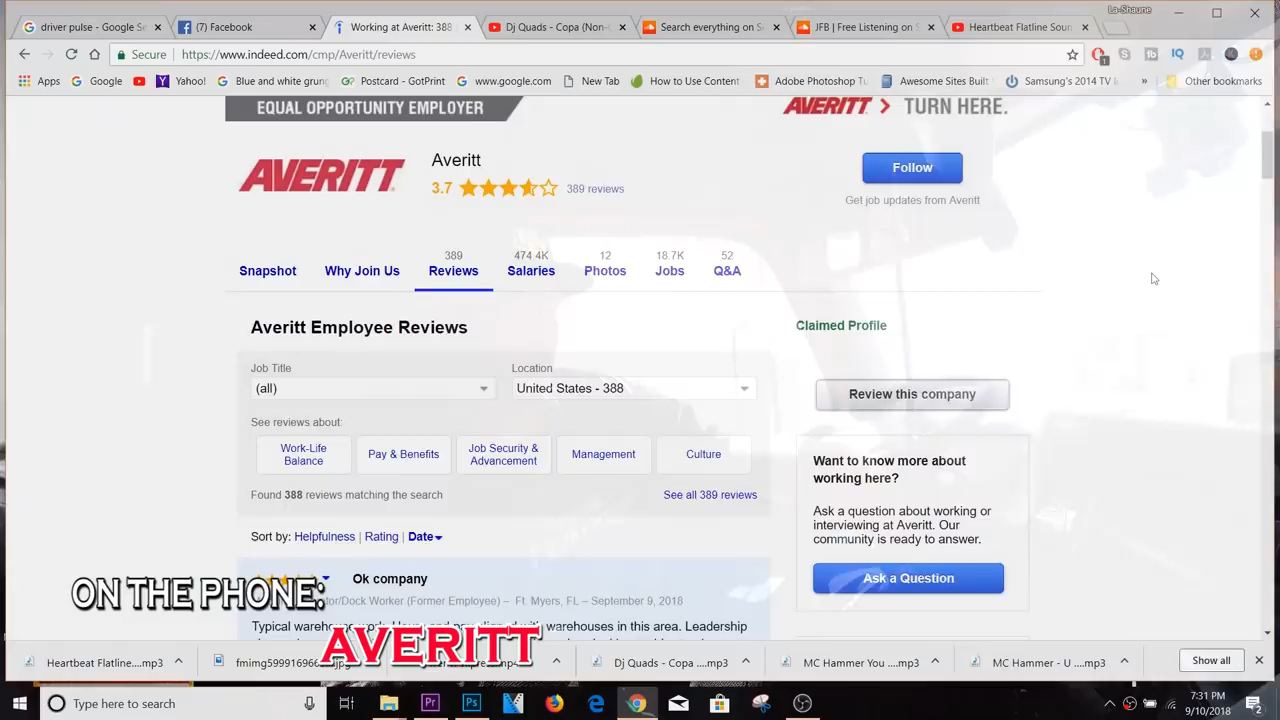 La-Shaune
driver pulse - Google Se
(7) Facebook
Working at Averitt: 388
Dj Quads - Copa (Non-C
Search everything on S
JFB | Free Listening on S
Heartbeat Flatline Soun
Secure
https://www.indeed.com/cmp/Averitt/reviews
Apps
Google
Yahoo!
Blue and white grung
Postcard - GotPrint
www.google.com
New Tab
How to Use Content
Adobe Photoshop Tu
Awesome Sites Built
Samsung's 2014 TV l
Other bookmarks
EQUAL OPPORTUNITY EMPLOYER
AVERITT > TURN HERE.
AVERITT
Averitt
3.7
389 reviews
Follow
Get job updates from Averitt
389
474.4K
12
18.7K
52
Snapshot
Why Join Us
Reviews
Salaries
Photos
Jobs
Q&A
Averitt Employee Reviews
Claimed Profile
Job Title
Location
(all)
United States - 388
Review this company
See reviews about:
Work-Life
Balance
Pay & Benefits
Job Security &
Advancement
Management
Culture
Want to know more about
working here?
Found 388 reviews matching the search
See all 389 reviews
Ask a question about working or
interviewing at Averitt. Our
community is ready to answer.
Sort by: Helpfulness | Rating | Date
Ask a Question
Ok company
tor/Dock Worker (Former Employee) – Ft. Myers, FL – September 9, 2018
ON THE PHONE:
AVERITT
Heartbeat Flatline....mp3
Dj Quads - Copa ....mp3
MC Hammer You ....mp3
MC Hammer - U ....mp3
Show all
Type here to search
7:31 PM
9/10/2018